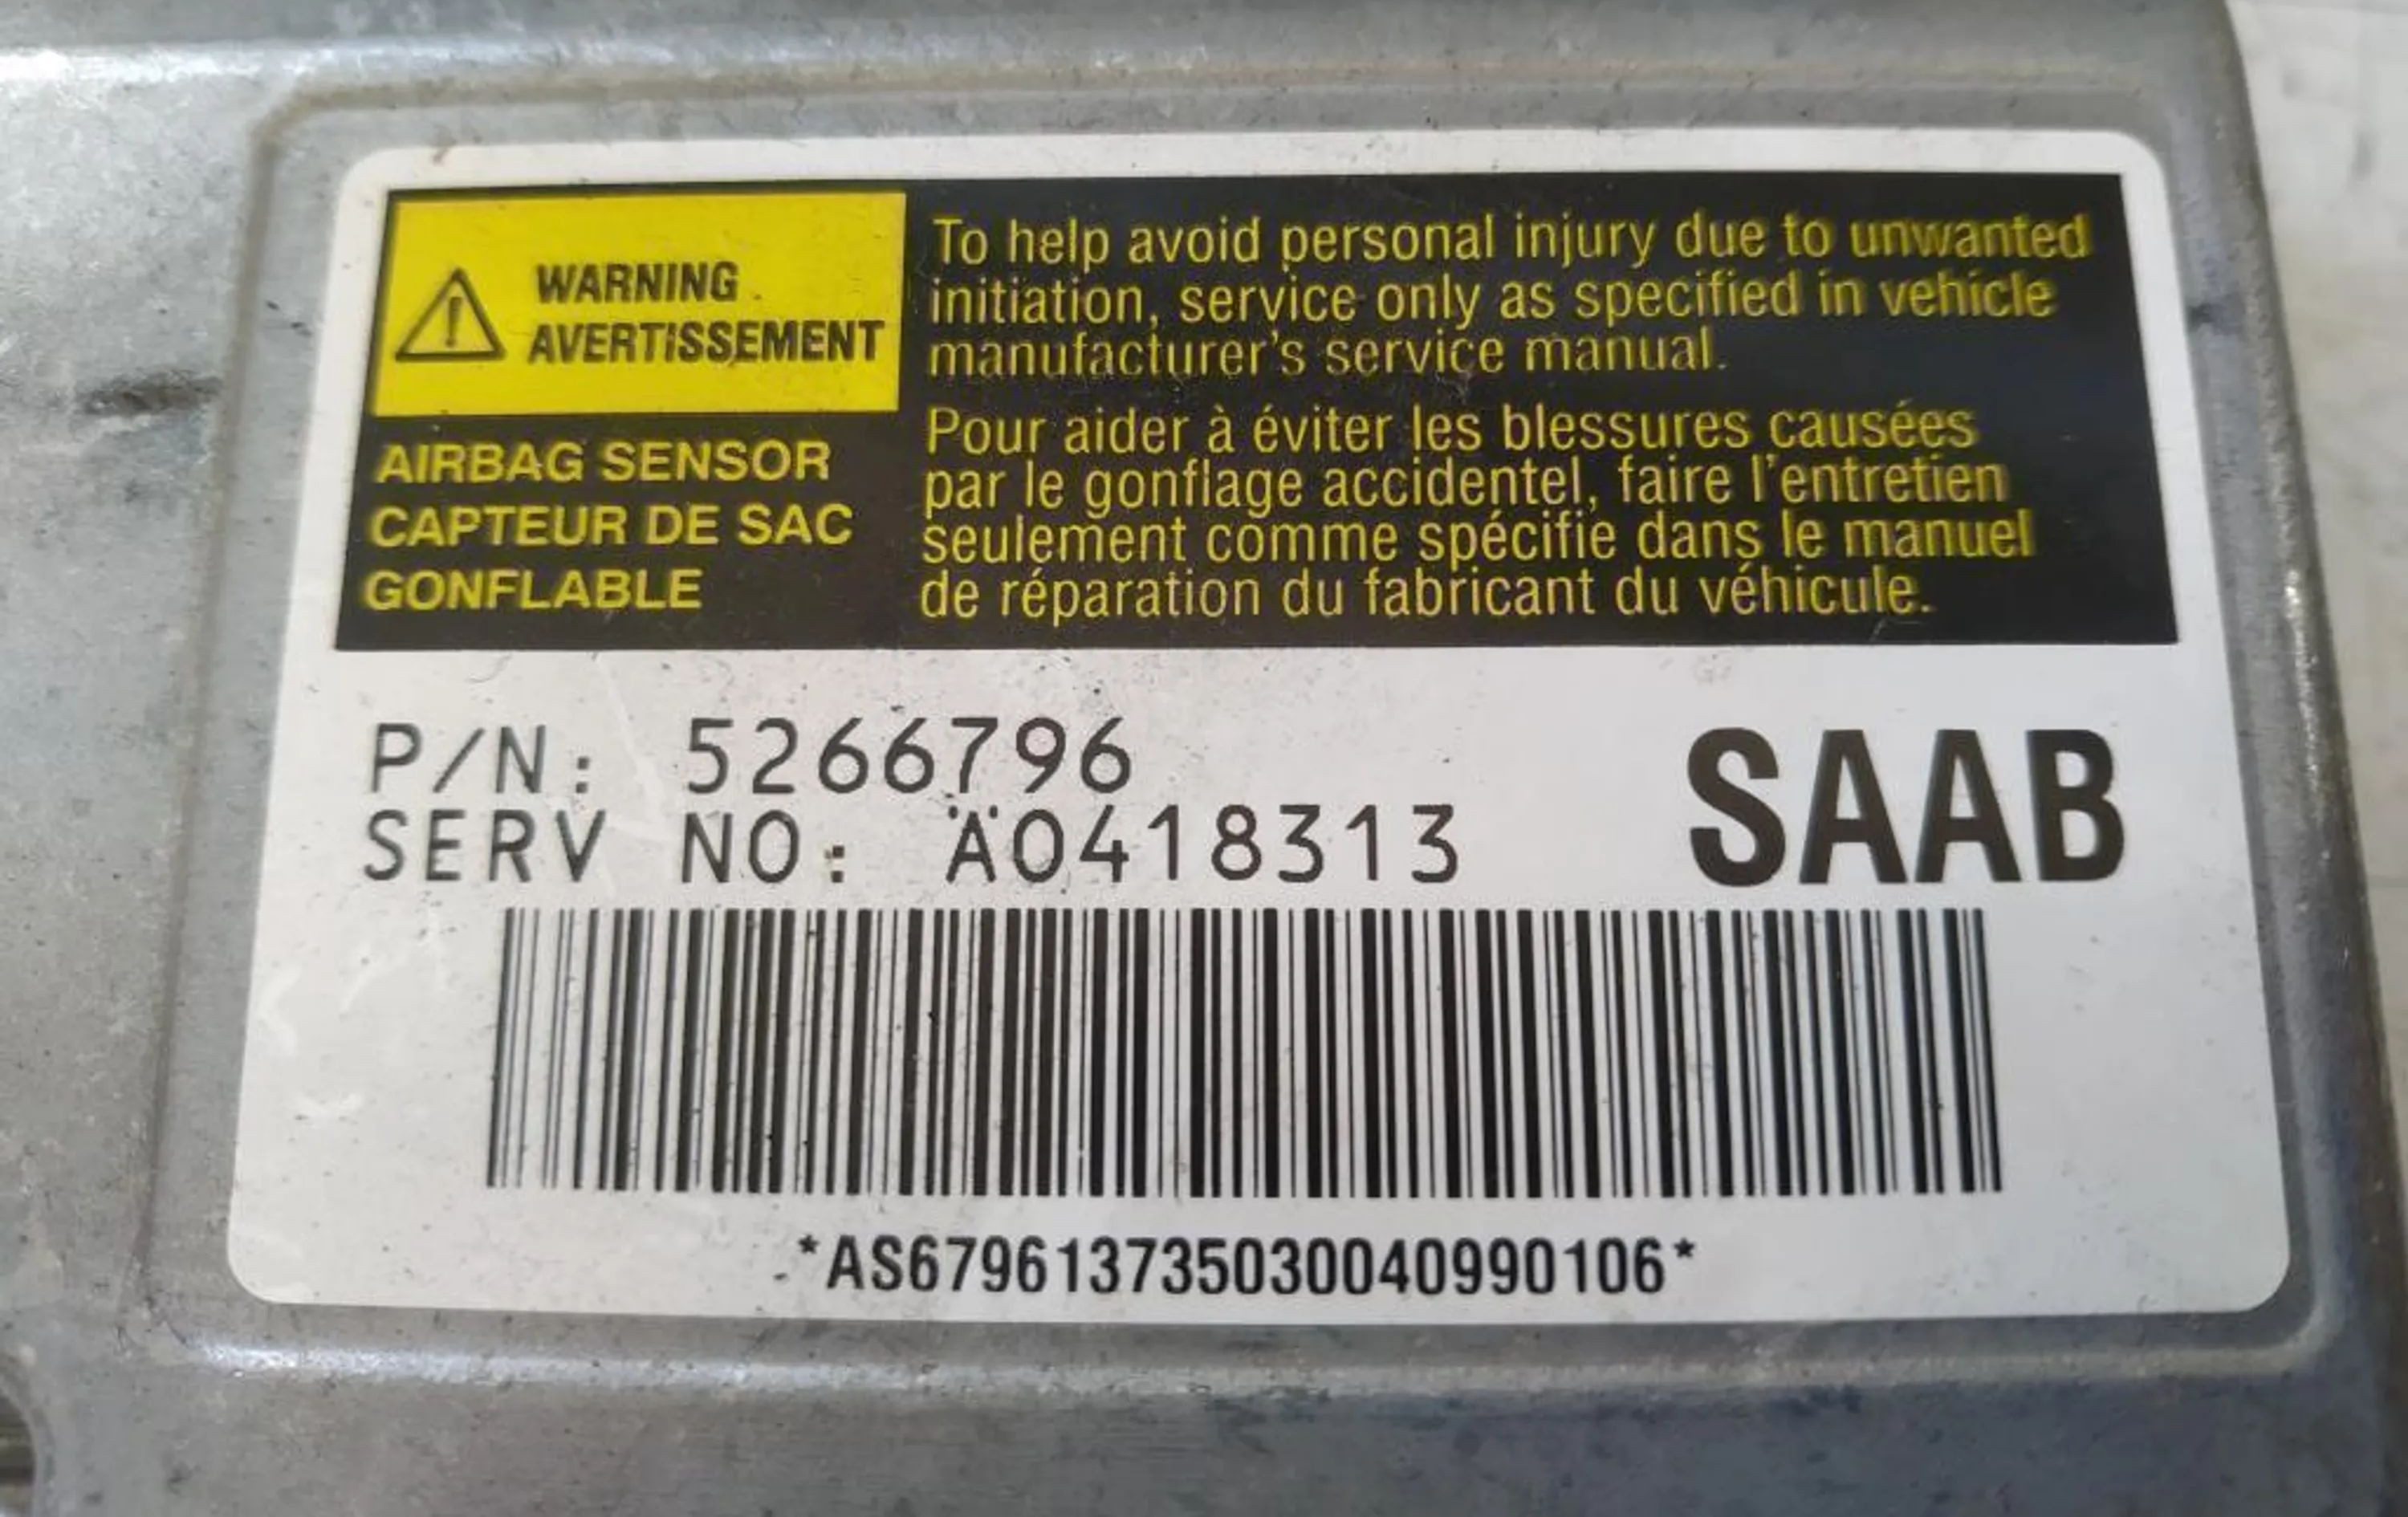 WARNING
AVERTISSEMENT
AIRBAG SENSOR
CAPTEUR DE SAC
GONFLABLE
To help avoid personal injury due to unwanted
initiation, service only as specified in vehicle
manufacturer's service manual.
Pour aider à éviter les blessures causées
par le gonflage accidentel, faire l'entretien
seulement comme spécifie dans le manuel
de réparation du fabricant du véhicule.
P/N: 5266796
SERV NO: A0418313
SAAB
*AS679613735030040990106*